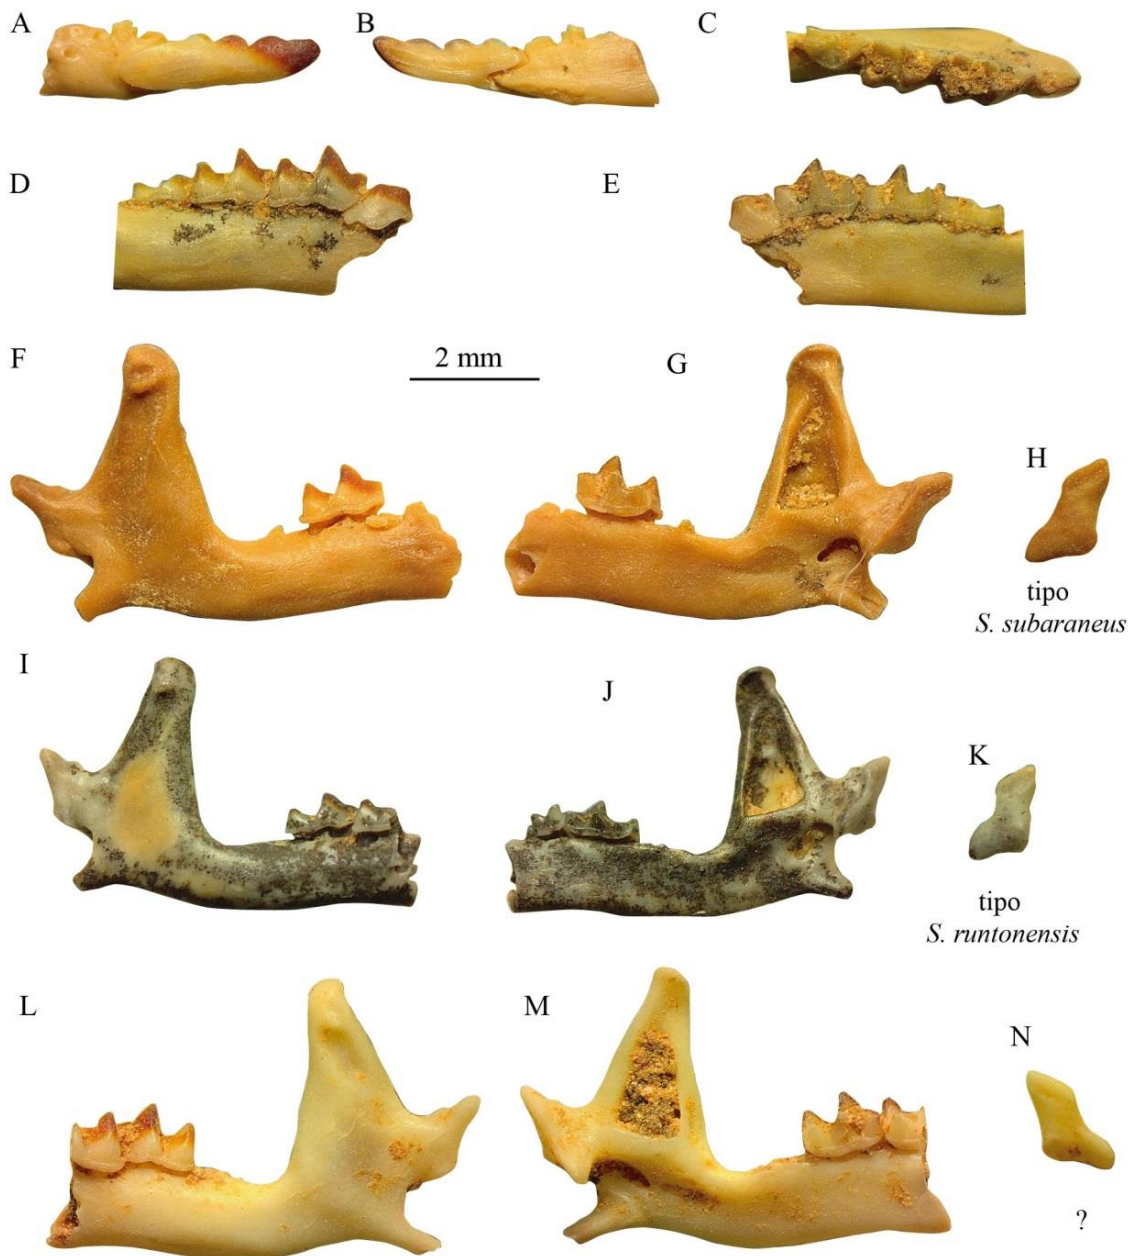 A
B
C
D
E
F
2 mm
G
H
tipo
S. subaraneus
I
J
K
tipo
S. runtonensis
L
M
N
?